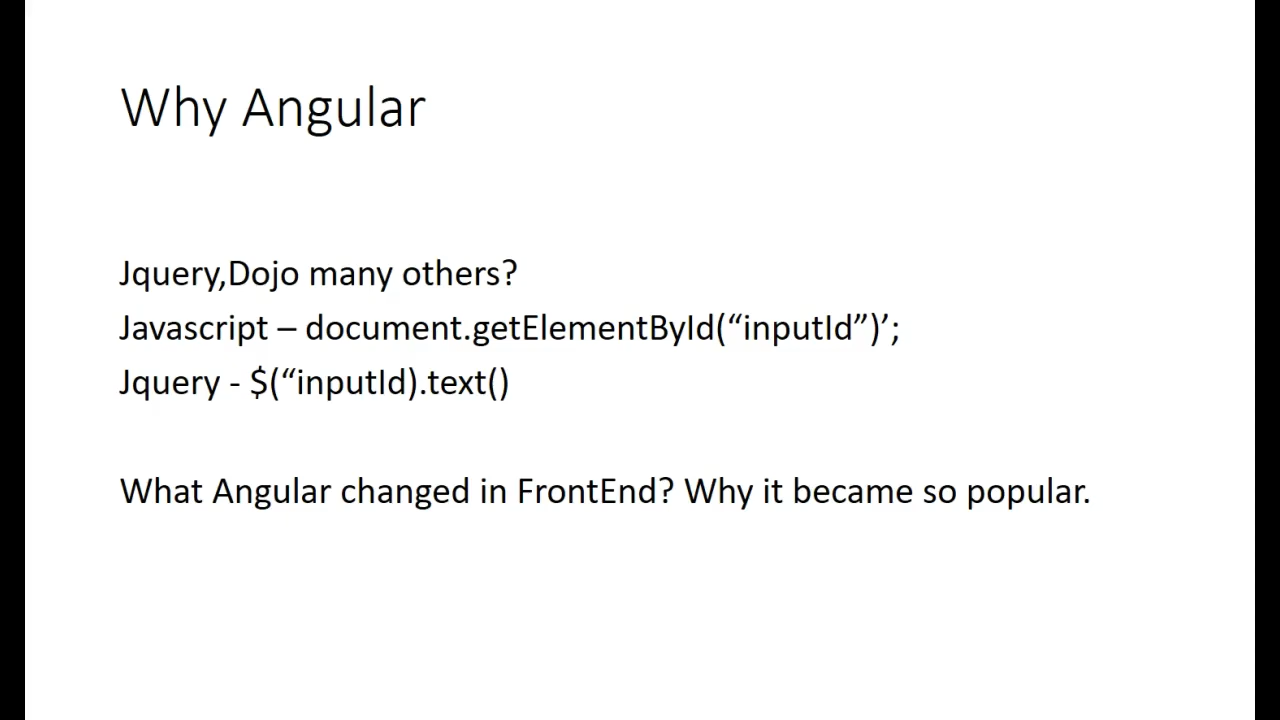 Why Angular
Jquery,Dojo many others?
Javascript – document.getElementById(“inputId”)’;
Jquery - $(“inputId).text()
What Angular changed in FrontEnd? Why it became so popular.